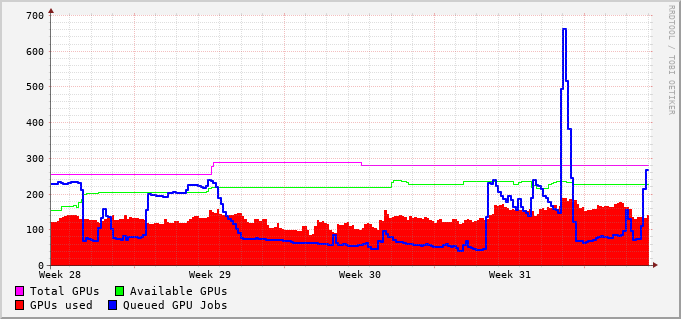 700
600
500
400
300
200
100
0
Week 28 Week 29 Week 30 Week 31
Total GPUs Available GPUs
GPUs used Queued GPU Jobs
RRDTOOL / TOBI OETIKER